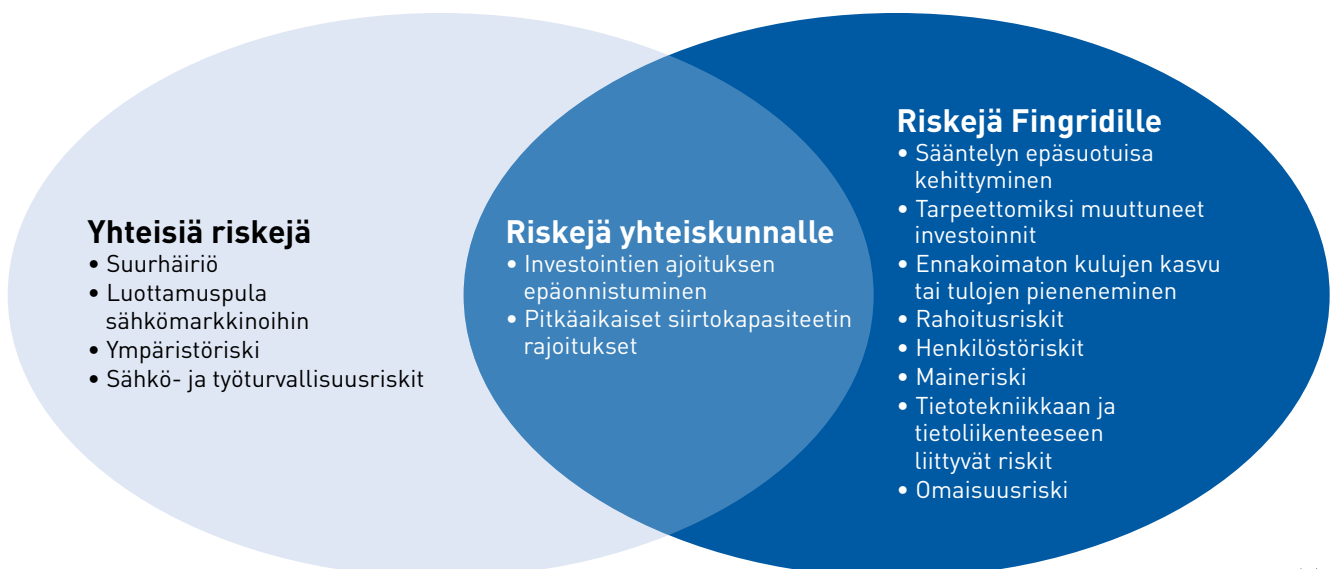 Yhteisiä riskejä
• Suurhäiriö
• Luottamuspula
sähkömarkkinoihin
• Ympäristöriski
• Sähkö- ja työturvallisuusriskit
Riskejä yhteiskunnalle
• Investointien ajoituksen
epäonnistuminen
• Pitkäaikaiset siirtokapasiteetin
rajoitukset
Riskejä Fingridille
• Sääntelyn epäsuotuisa
kehittyminen
• Tarpeettomiksi muuttuneet
investoinnit
• Ennakoimaton kulujen kasvu
tai tulojen pieneneminen
• Rahoitusriskit
• Henkilöstöriskit
• Maineriski
• Tietotekniikkaan ja
tietoliikenteeseen
liittyvät riskit
• Omaisuusriski